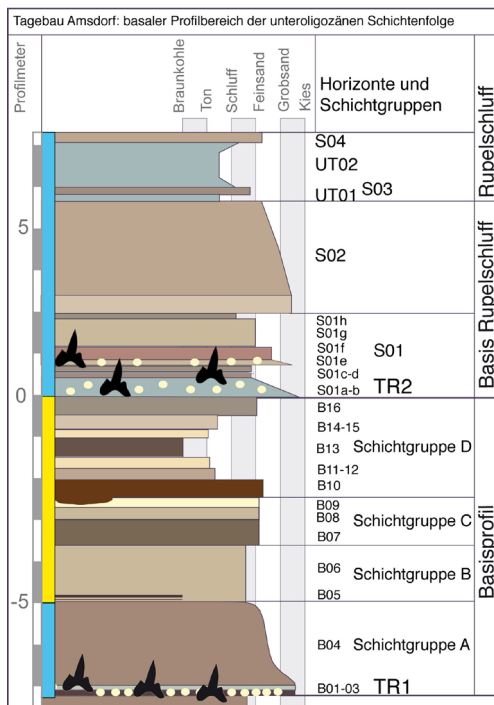 Tagebau Amsdorf: basaler Profilbereich der unteroligozänen Schichtenfolge
Profilmeter
Braunkohle
Ton
Schluff
Feinsand
Grobsand
Kies
Horizonte und
Schichtgruppen
Rupelschluff
S04
UT02
UT01 S03
5
S02
Basis Rupelschluff
S01h
S01g
S01f
S01
S01e
S01c-d
TR2
S01a-b
0
B16
B14-15
B13 Schichtgruppe D
B11-12
B10
B09
B08 Schichtgruppe C
B07
Basisprofil
B06
Schichtgruppe B
B05
-5
B04 Schichtgruppe A
B01-03 TR1